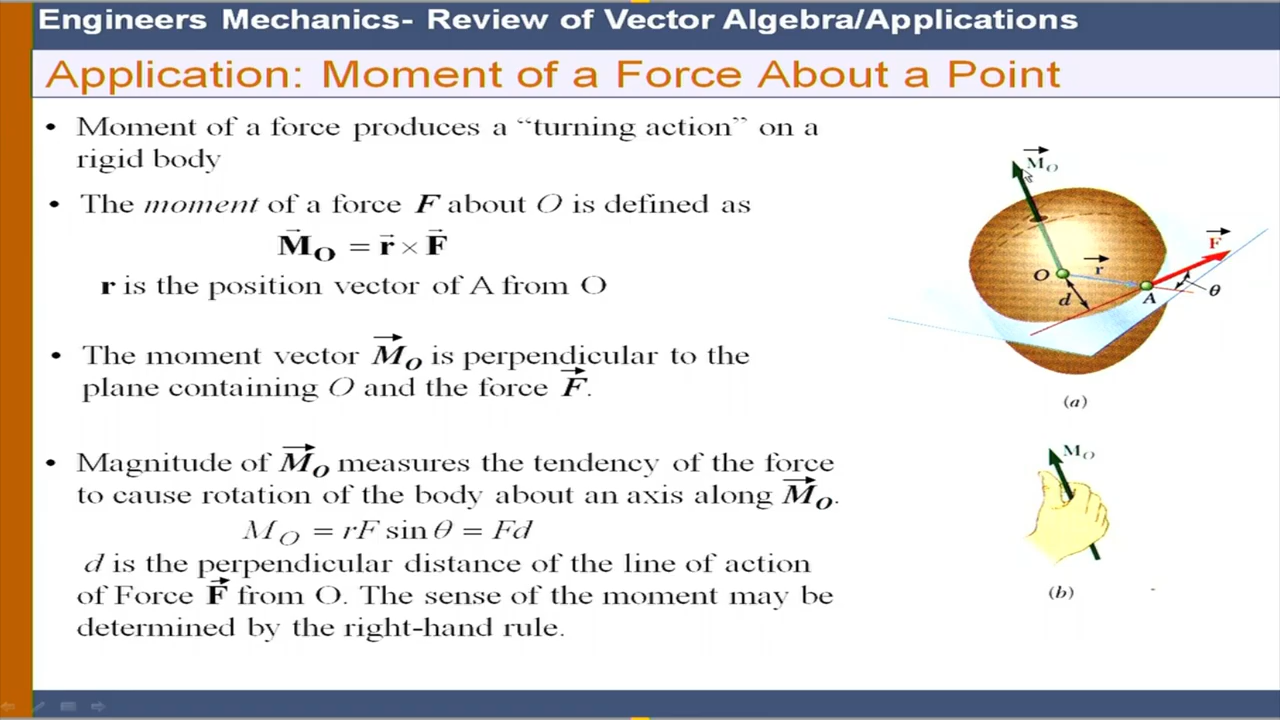 Engineers Mechanics- Review of Vector Algebra/Applications
Application: Moment of a Force About a Point
• Moment of a force produces a “turning action” on a
rigid body
• The moment of a force F about O is defined as
M⃗_O = r⃗ × F⃗
r is the position vector of A from O
• The moment vector M⃗_O is perpendicular to the
plane containing O and the force F⃗.
• Magnitude of M⃗_O measures the tendency of the force
to cause rotation of the body about an axis along M⃗_O.
M_O = rF sin θ = Fd
d is the perpendicular distance of the line of action
of Force F⃗ from O. The sense of the moment may be
determined by the right-hand rule.
M⃗_O
F⃗
O
r⃗
d
A
θ
(a)
M_O
(b)